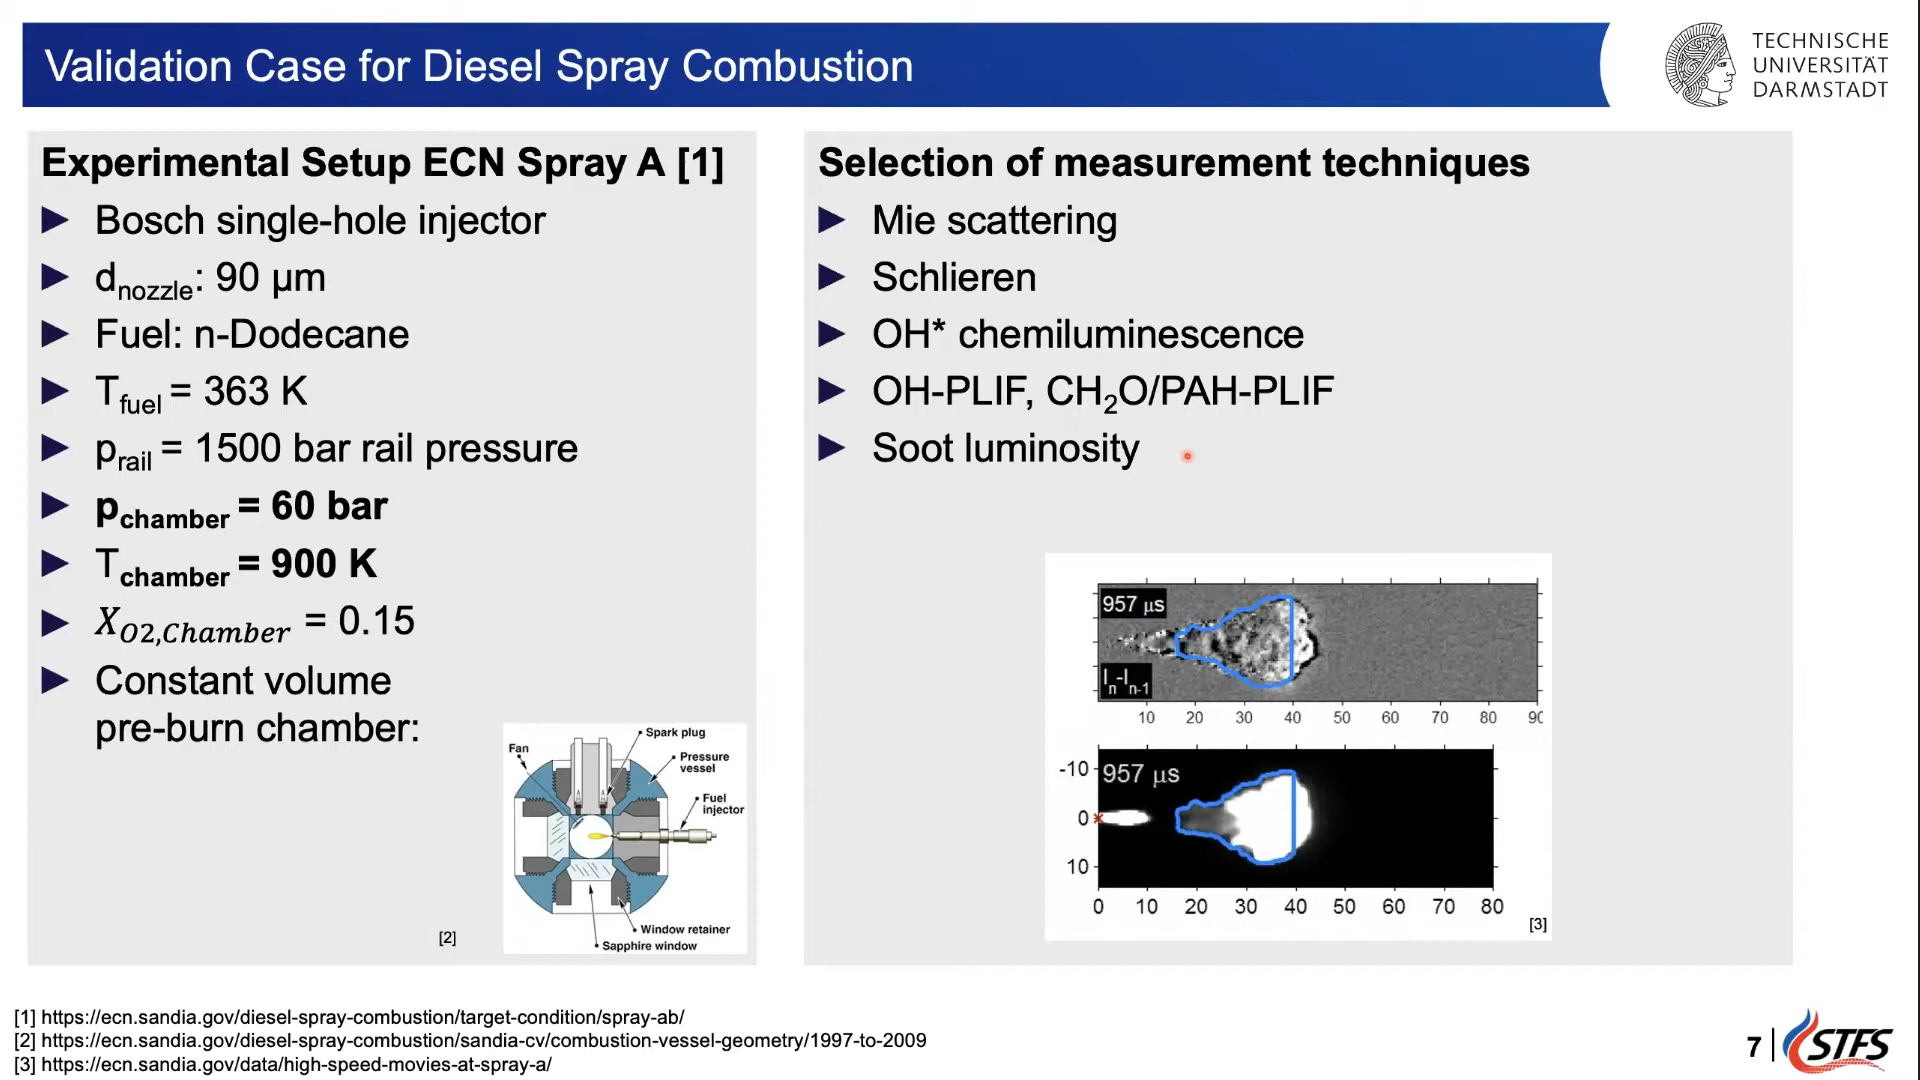 Validation Case for Diesel Spray Combustion
TECHNISCHE
UNIVERSITÄT
DARMSTADT
Experimental Setup ECN Spray A [1]
Bosch single-hole injector
dnozzle: 90 µm
Fuel: n-Dodecane
Tfuel = 363 K
prail = 1500 bar rail pressure
pchamber = 60 bar
Tchamber = 900 K
XO2,Chamber = 0.15
Constant volume
pre-burn chamber:
Fan
Spark plug
Pressure
vessel
Fuel
injector
Window retainer
Sapphire window
[2]
Selection of measurement techniques
Mie scattering
Schlieren
OH* chemiluminescence
OH-PLIF, CH2O/PAH-PLIF
Soot luminosity
957 µs
In-In-1
10 20 30 40 50 60 70 80 90
957 µs
-10
0
10
0 10 20 30 40 50 60 70 80
[3]
[1] https://ecn.sandia.gov/diesel-spray-combustion/target-condition/spray-ab/
[2] https://ecn.sandia.gov/diesel-spray-combustion/sandia-cv/combustion-vessel-geometry/1997-to-2009
[3] https://ecn.sandia.gov/data/high-speed-movies-at-spray-a/
7 | STFS